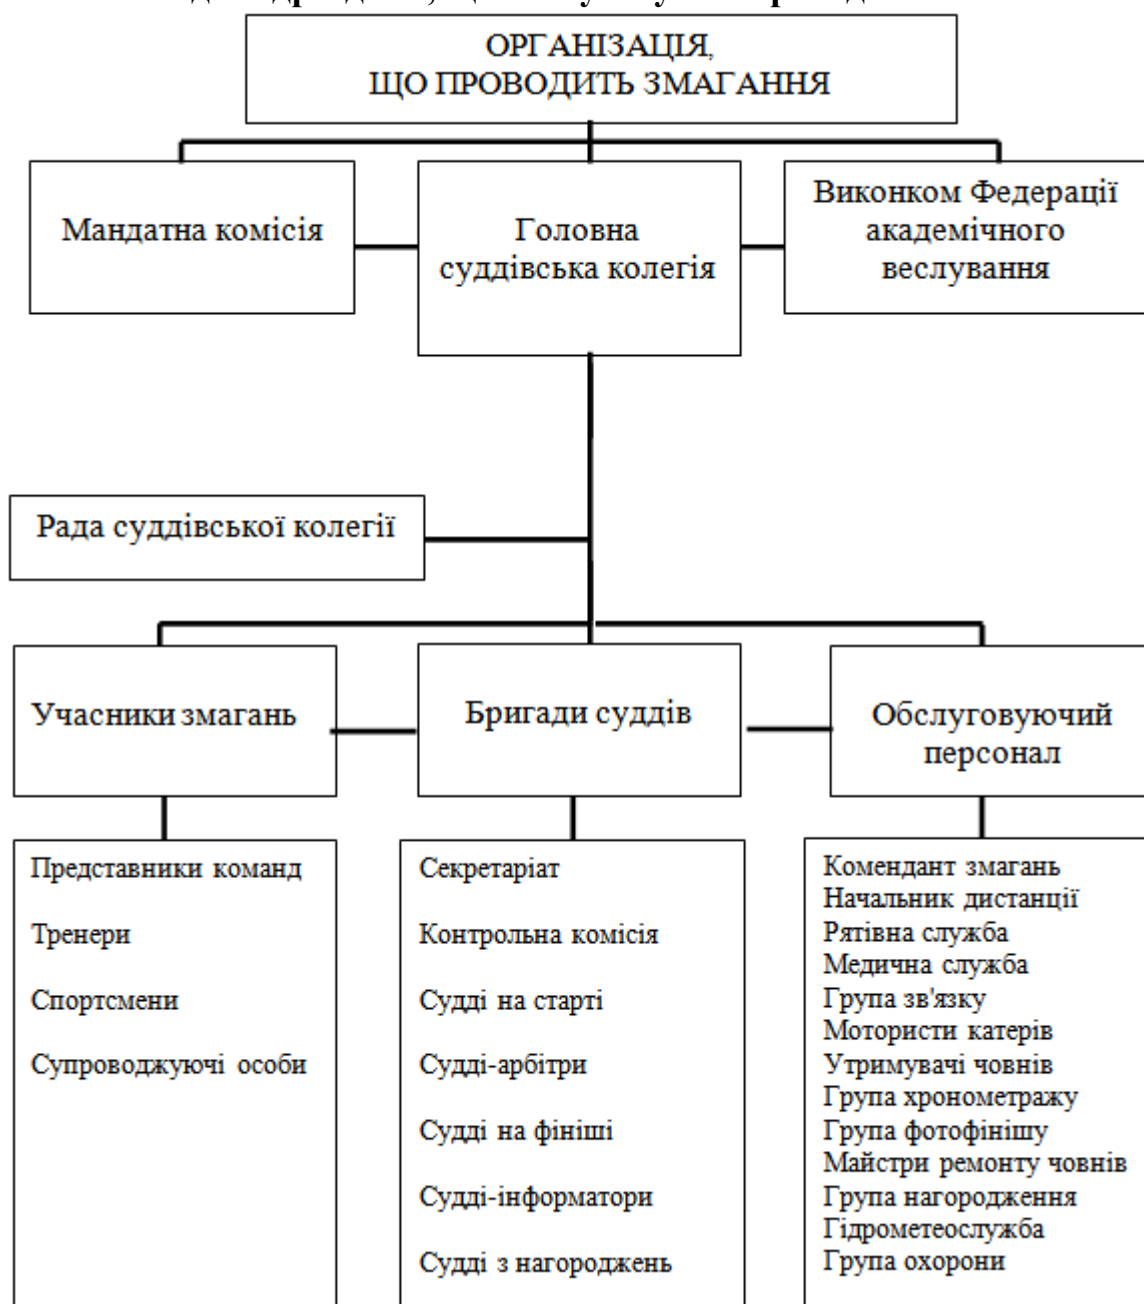 ОРГАНІЗАЦІЯ,
ЩО ПРОВОДИТЬ ЗМАГАННЯ
Мандатна комісія
Головна
суддівська колегія
Виконком Федерації
академічного
веслування
Рада суддівської колегії
Учасники змагань
Бригади суддів
Обслуговуючий
персонал
Представники команд
Тренери
Спортсмени
Супроводжуючі особи
Секретаріат
Контрольна комісія
Судді на старті
Судді-арбітри
Судді на фініші
Судді-інформатори
Судді з нагороджень
Комендант змагань
Начальник дистанції
Рятівна служба
Медична служба
Група зв'язку
Мотористи катерів
Утримувачі човнів
Група хронометражу
Група фотофінішу
Майстри ремонту човнів
Група нагородження
Гідрометеослужба
Група охорони